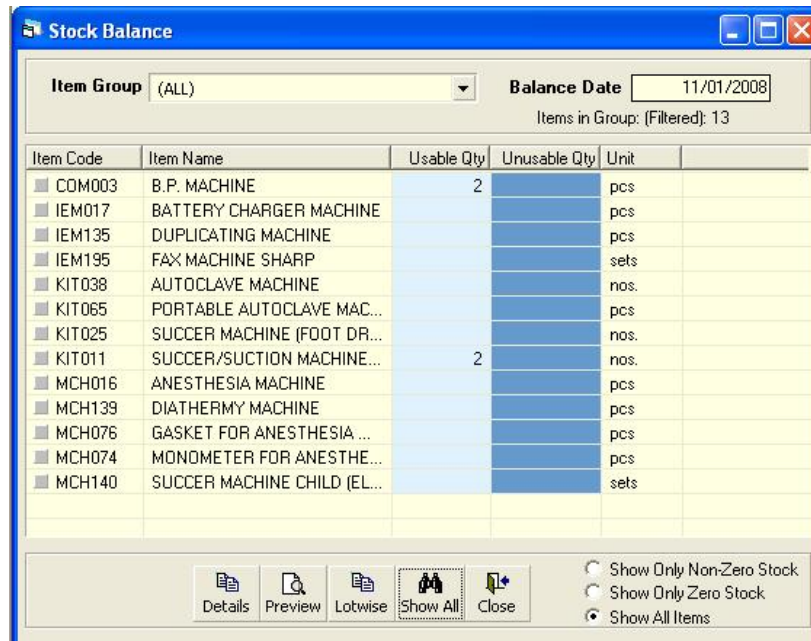 Stock Balance
Item Group (ALL) Balance Date 11/01/2008
Items in Group: (Filtered): 13
Item Code Item Name Usable Qty Unusable Qty Unit
COM003 B.P. MACHINE 2 pcs
IEM017 BATTERY CHARGER MACHINE pcs
IEM135 DUPLICATING MACHINE pcs
IEM195 FAX MACHINE SHARP sets
KIT038 AUTOCLAVE MACHINE nos.
KIT065 PORTABLE AUTOCLAVE MAC... pcs
KIT025 SUCCER MACHINE (FOOT DR... nos.
KIT011 SUCCER/SUCTION MACHINE... 2 nos.
MCH016 ANESTHESIA MACHINE pcs
MCH139 DIATHERMY MACHINE pcs
MCH076 GASKET FOR ANESTHESIA ... pcs
MCH074 MONOMETER FOR ANESTHE... pcs
MCH140 SUCCER MACHINE CHILD (EL... sets
Show Only Non-Zero Stock
Show Only Zero Stock
Details Preview Lotwise Show All Close
Show All Items